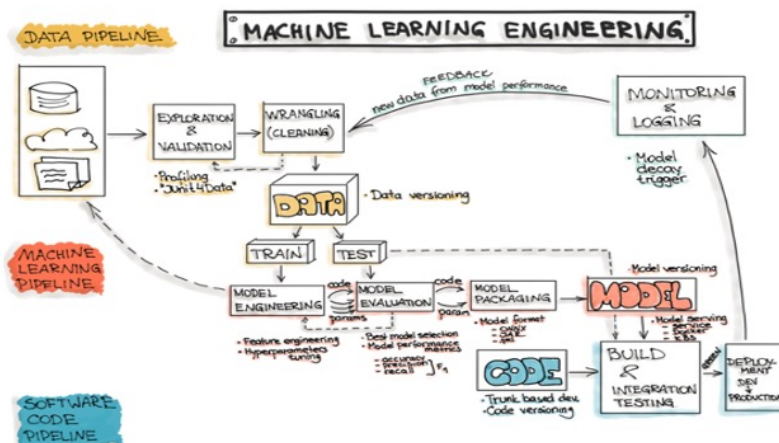 DATA PIPELINE
MACHINE LEARNING ENGINEERING
EXPLORATION
&
VALIDATION
• Profiling
• "JUnit4Data"
WRANGLING
(CLEANING)
FEEDBACK
new data from model performance
MONITORING
&
LOGGING
• Model
decay
trigger
DATA
• Data versioning
TRAIN
TEST
MACHINE
LEARNING
PIPELINE
MODEL
ENGINEERING
• Feature engineering
• Hyperparameters
tuning
code
params
MODEL
EVALUATION
• Best model selection
• Model performance
metrics
- accuracy
- precision
- recall
F1
code
param
MODEL
PACKAGING
• Model format
- ONNX
• Model versioning
MODEL
• Model serving
- service
- docker
- K8S
CODE
• Trunk based dev.
• Code versioning
BUILD
&
INTEGRATION
TESTING
DEPLOY-
MENT
DEV
PRODUCTION
SOFTWARE
CODE
PIPELINE